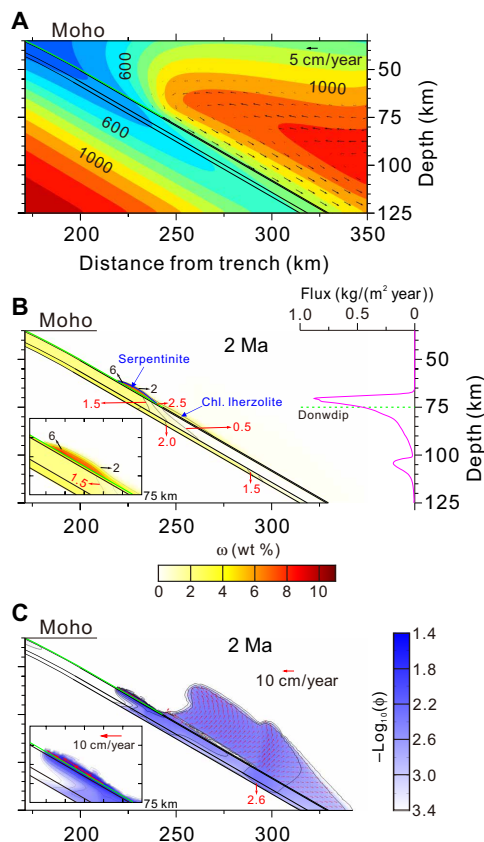 A
Moho
600
5 cm/year
1000
600
1000
50
75
100
125
Depth (km)
200
250
300
350
Distance from trench (km)
Flux (kg/(m² year))
1.0
0.5
0
B
Moho
2 Ma
Serpentinite
6
2
1.5
2.5
Chl. lherzolite
0.5
2.0
1.5
6
2
1.5
75 km
Donwdip
50
75
100
125
Depth (km)
200
250
300
ω (wt %)
0 2 4 6 8 10
C
Moho
2 Ma
10 cm/year
10 cm/year
75 km
2.6
200
250
300
1.4
1.8
2.2
2.6
3.0
3.4
−Log₁₀(ϕ)